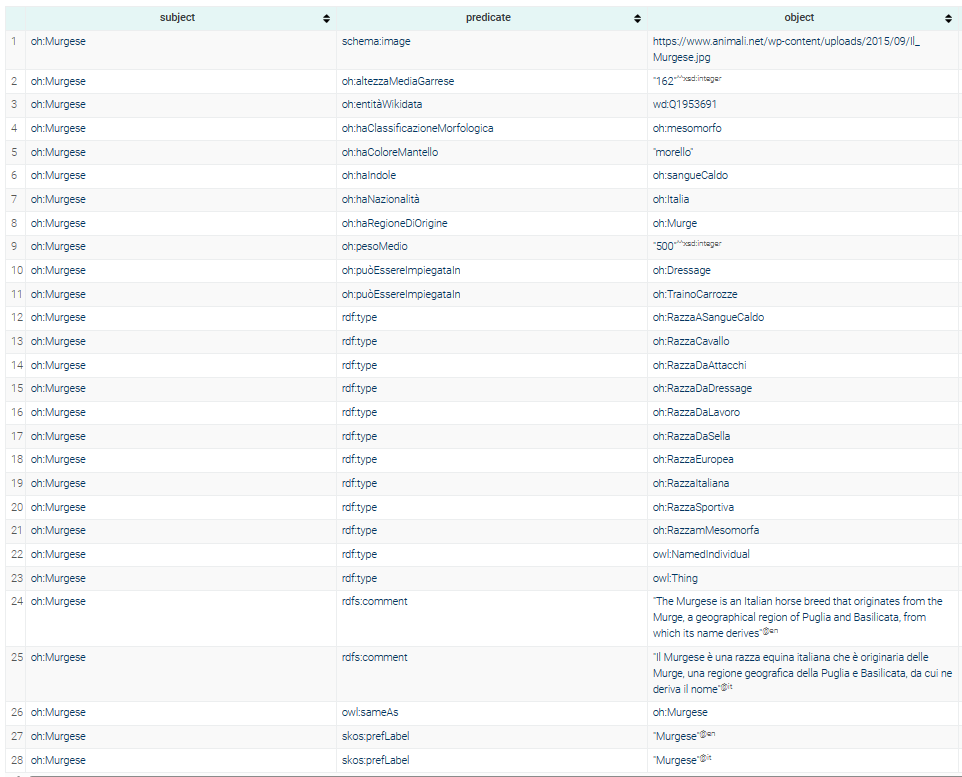 subject predicate object
1 oh:Murgese schema:image https://www.animali.net/wp-content/uploads/2015/09/Il_
Murgese.jpg
2 oh:Murgese oh:altezzaMediaGarrese "162"^^xsd:integer
3 oh:Murgese oh:entitàWikidata wd:Q1953691
4 oh:Murgese oh:haClassificazioneMorfologica oh:mesomorfo
5 oh:Murgese oh:haColoreMantello "morello"
6 oh:Murgese oh:haIndole oh:sangueCaldo
7 oh:Murgese oh:haNazionalità oh:Italia
8 oh:Murgese oh:haRegioneDiOrigine oh:Murge
9 oh:Murgese oh:pesoMedio "500"^^xsd:integer
10 oh:Murgese oh:puòEssereImpiegataIn oh:Dressage
11 oh:Murgese oh:puòEssereImpiegataIn oh:TrainoCarrozze
12 oh:Murgese rdf:type oh:RazzaASangueCaldo
13 oh:Murgese rdf:type oh:RazzaCavallo
14 oh:Murgese rdf:type oh:RazzaDaAttacchi
15 oh:Murgese rdf:type oh:RazzaDaDressage
16 oh:Murgese rdf:type oh:RazzaDaLavoro
17 oh:Murgese rdf:type oh:RazzaDaSella
18 oh:Murgese rdf:type oh:RazzaEuropea
19 oh:Murgese rdf:type oh:RazzaItaliana
20 oh:Murgese rdf:type oh:RazzaSportiva
21 oh:Murgese rdf:type oh:RazzamMesomorfa
22 oh:Murgese rdf:type owl:NamedIndividual
23 oh:Murgese rdf:type owl:Thing
24 oh:Murgese rdfs:comment "The Murgese is an Italian horse breed that originates from the
Murge, a geographical region of Puglia and Basilicata, from
which its name derives"@en
25 oh:Murgese rdfs:comment "Il Murgese è una razza equina italiana che è originaria delle
Murge, una regione geografica della Puglia e Basilicata, da cui ne
deriva il nome"@it
26 oh:Murgese owl:sameAs oh:Murgese
27 oh:Murgese skos:prefLabel "Murgese"@en
28 oh:Murgese skos:prefLabel "Murgese"@it